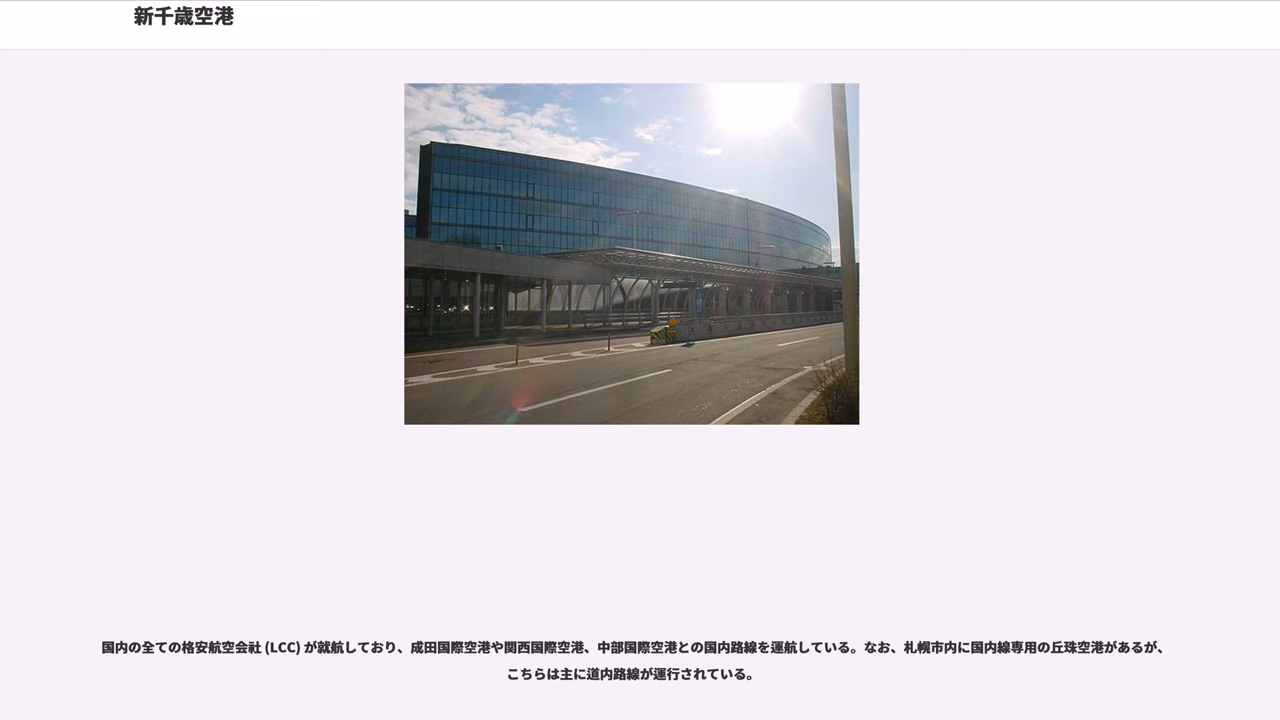 新千歳空港
国内の全ての格安航空会社 (LCC) が就航しており、成田国際空港や関西国際空港、中部国際空港との国内路線を運航している。なお、札幌市内に国内線専用の丘珠空港があるが、
こちらは主に道内路線が運行されている。